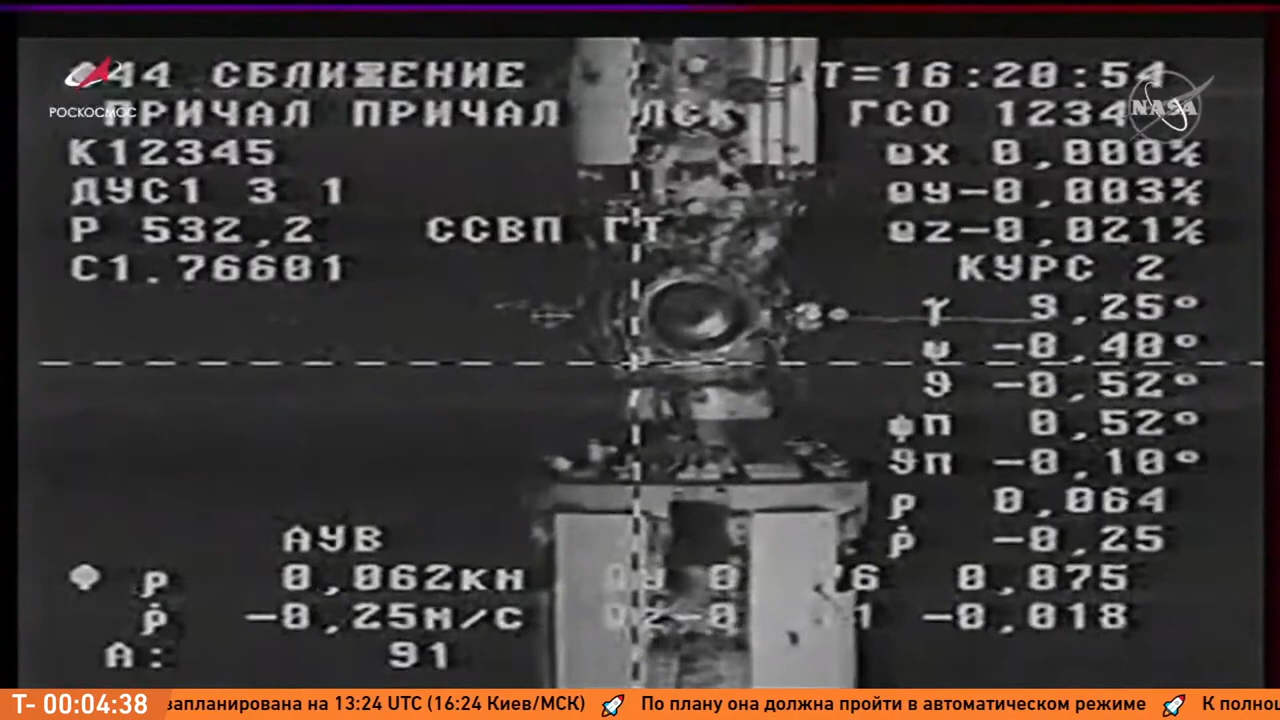 44 СБЛИЖЕНИЕ Т=16:20:54
РОСКОСМОС
NASA
ПРИЧАЛ ПРИЧАЛ ЛСК ГСО 1234
К12345 ωx 0,000%
ДУС1 3 1 ωy-0,003%
Р 532,2 ССВП ГТ ωz-0,021%
С1.76601 КУРС 2
γ 9,25°
ψ -0,40°
ϑ -0,52°
φп 0,52°
ϑп -0,10°
ρ 0,064
АУВ ρ̇ -0,25
Ф ρ 0,062км 0,075
ρ̇ -0,25м/с -0,018
А: 91
T- 00:04:38 запланирована на 13:24 UTC (16:24 Киев/МСК) 🚀 По плану она должна пройти в автоматическом режиме 🚀 К